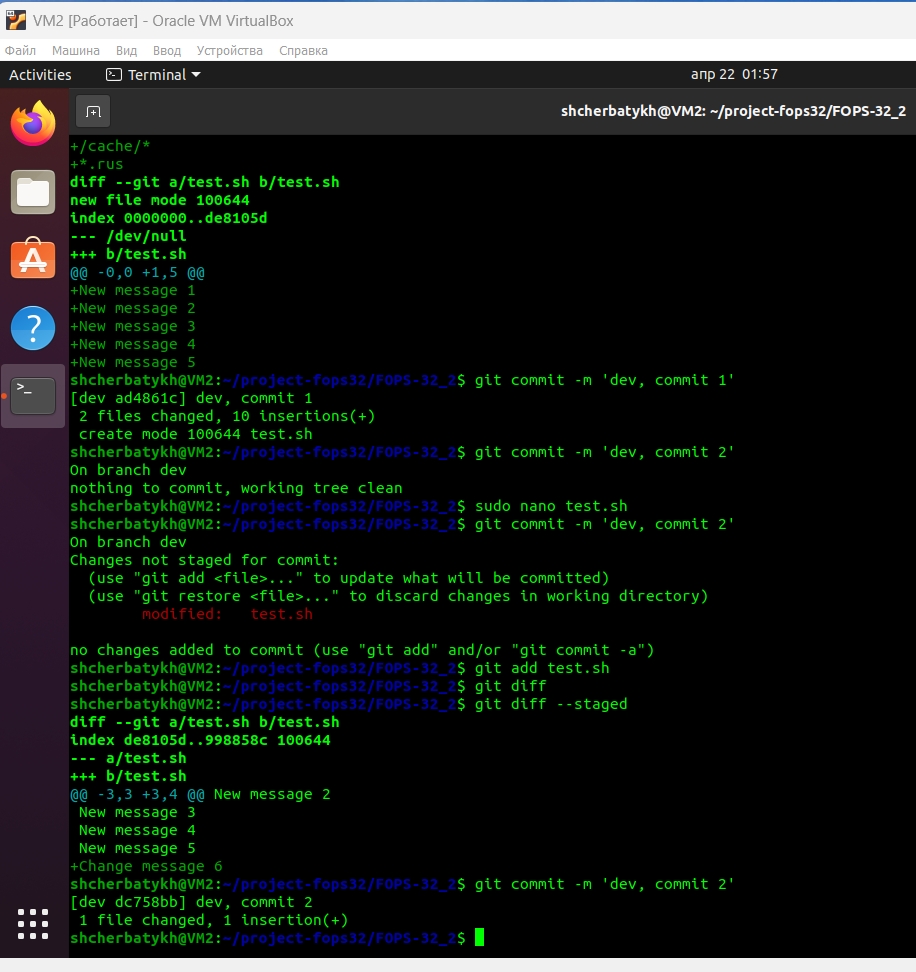 VM2 [Работает] - Oracle VM VirtualBox
Файл Машина Вид Ввод Устройства Справка
Activities Terminal апр 22 01:57
shcherbatykh@VM2: ~/project-fops32/FOPS-32_2
+/cache/*
+*.rus
diff --git a/test.sh b/test.sh
new file mode 100644
index 0000000..de8105d
--- /dev/null
+++ b/test.sh
@@ -0,0 +1,5 @@
+New message 1
+New message 2
+New message 3
+New message 4
+New message 5
shcherbatykh@VM2:~/project-fops32/FOPS-32_2$ git commit -m 'dev, commit 1'
[dev ad4861c] dev, commit 1
 2 files changed, 10 insertions(+)
 create mode 100644 test.sh
shcherbatykh@VM2:~/project-fops32/FOPS-32_2$ git commit -m 'dev, commit 2'
On branch dev
nothing to commit, working tree clean
shcherbatykh@VM2:~/project-fops32/FOPS-32_2$ sudo nano test.sh
shcherbatykh@VM2:~/project-fops32/FOPS-32_2$ git commit -m 'dev, commit 2'
On branch dev
Changes not staged for commit:
  (use "git add <file>..." to update what will be committed)
  (use "git restore <file>..." to discard changes in working directory)
        modified:   test.sh
no changes added to commit (use "git add" and/or "git commit -a")
shcherbatykh@VM2:~/project-fops32/FOPS-32_2$ git add test.sh
shcherbatykh@VM2:~/project-fops32/FOPS-32_2$ git diff
shcherbatykh@VM2:~/project-fops32/FOPS-32_2$ git diff --staged
diff --git a/test.sh b/test.sh
index de8105d..998858c 100644
--- a/test.sh
+++ b/test.sh
@@ -3,3 +3,4 @@ New message 2
 New message 3
 New message 4
 New message 5
+Change message 6
shcherbatykh@VM2:~/project-fops32/FOPS-32_2$ git commit -m 'dev, commit 2'
[dev dc758bb] dev, commit 2
 1 file changed, 1 insertion(+)
shcherbatykh@VM2:~/project-fops32/FOPS-32_2$